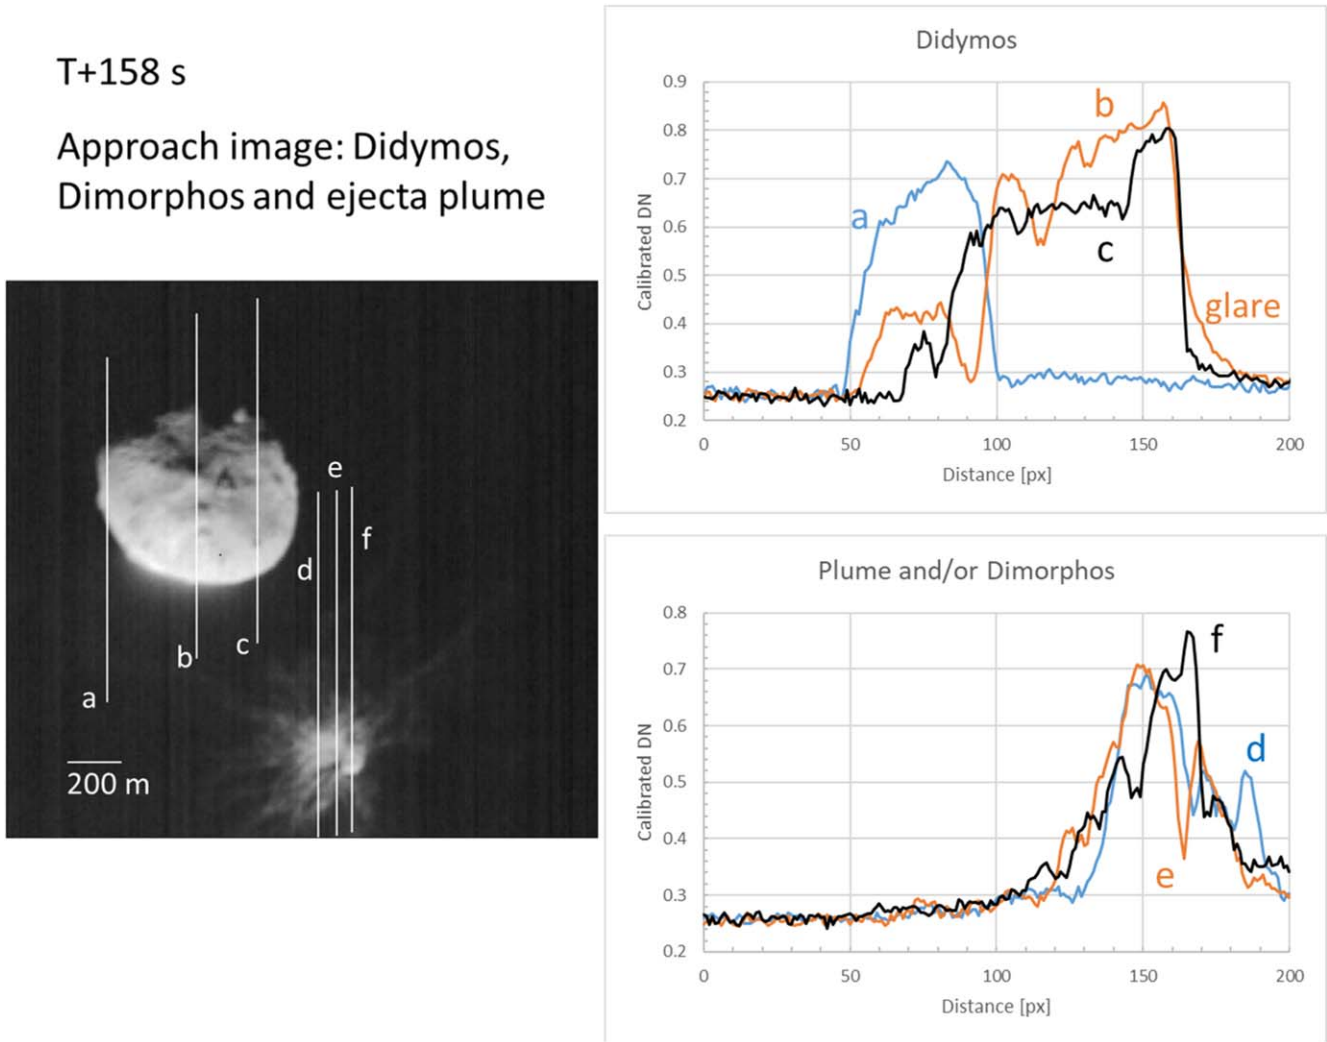 T+158 s
Approach image: Didymos,
Dimorphos and ejecta plume
a
b
c
d
e
f
200 m
Didymos
Calibrated DN
0.9
0.8
0.7
0.6
0.5
0.4
0.3
0.2
a
b
c
glare
0 50 100 150 200
Distance [px]
Plume and/or Dimorphos
Calibrated DN
0.8
0.7
0.6
0.5
0.4
0.3
0.2
f
d
e
0 50 100 150 200
Distance [px]